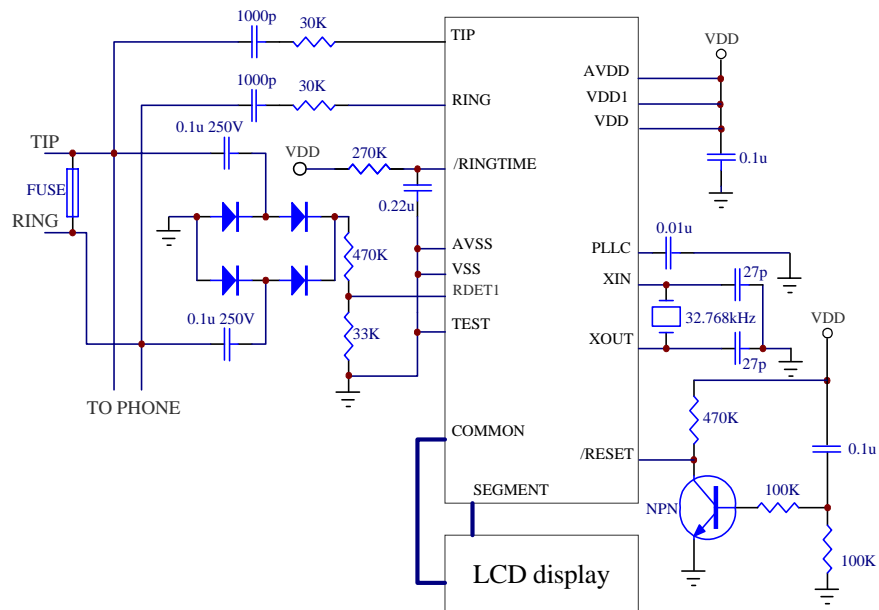 1000p
30K
TIP
VDD
AVDD
1000p
30K
RING
VDD1
VDD
0.1u 250V
TIP
VDD
270K
/RINGTIME
0.1u
FUSE
0.22u
RING
0.01u
AVSS
PLLC
470K
VSS
XIN
27p
RDET1
0.1u 250V
33K
TEST
32.768kHz
VDD
XOUT
27p
TO PHONE
470K
COMMON
/RESET
0.1u
SEGMENT
100K
NPN
100K
LCD display